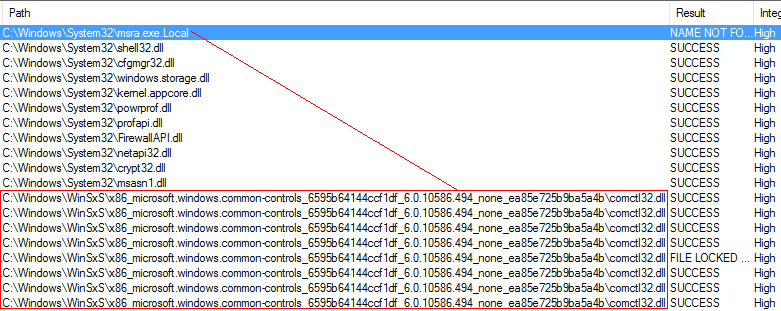 Path Result Integ
C:\Windows\System32\msra.exe.Local NAME NOT FO... High
C:\Windows\System32\shell32.dll SUCCESS High
C:\Windows\System32\cfgmgr32.dll SUCCESS High
C:\Windows\System32\windows.storage.dll SUCCESS High
C:\Windows\System32\kernel.appcore.dll SUCCESS High
C:\Windows\System32\powrprof.dll SUCCESS High
C:\Windows\System32\profapi.dll SUCCESS High
C:\Windows\System32\FirewallAPI.dll SUCCESS High
C:\Windows\System32\netapi32.dll SUCCESS High
C:\Windows\System32\crypt32.dll SUCCESS High
C:\Windows\System32\msasn1.dll SUCCESS High
C:\Windows\WinSxS\x86_microsoft.windows.common-controls_6595b64144ccf1df_6.0.10586.494_none_ea85e725b9ba5a4b\comctl32.dll SUCCESS High
C:\Windows\WinSxS\x86_microsoft.windows.common-controls_6595b64144ccf1df_6.0.10586.494_none_ea85e725b9ba5a4b\comctl32.dll SUCCESS High
C:\Windows\WinSxS\x86_microsoft.windows.common-controls_6595b64144ccf1df_6.0.10586.494_none_ea85e725b9ba5a4b\comctl32.dll SUCCESS High
C:\Windows\WinSxS\x86_microsoft.windows.common-controls_6595b64144ccf1df_6.0.10586.494_none_ea85e725b9ba5a4b\comctl32.dll SUCCESS High
C:\Windows\WinSxS\x86_microsoft.windows.common-controls_6595b64144ccf1df_6.0.10586.494_none_ea85e725b9ba5a4b\comctl32.dll FILE LOCKED ... High
C:\Windows\WinSxS\x86_microsoft.windows.common-controls_6595b64144ccf1df_6.0.10586.494_none_ea85e725b9ba5a4b\comctl32.dll SUCCESS High
C:\Windows\WinSxS\x86_microsoft.windows.common-controls_6595b64144ccf1df_6.0.10586.494_none_ea85e725b9ba5a4b\comctl32.dll SUCCESS High
C:\Windows\WinSxS\x86_microsoft.windows.common-controls_6595b64144ccf1df_6.0.10586.494_none_ea85e725b9ba5a4b\comctl32.dll SUCCESS High